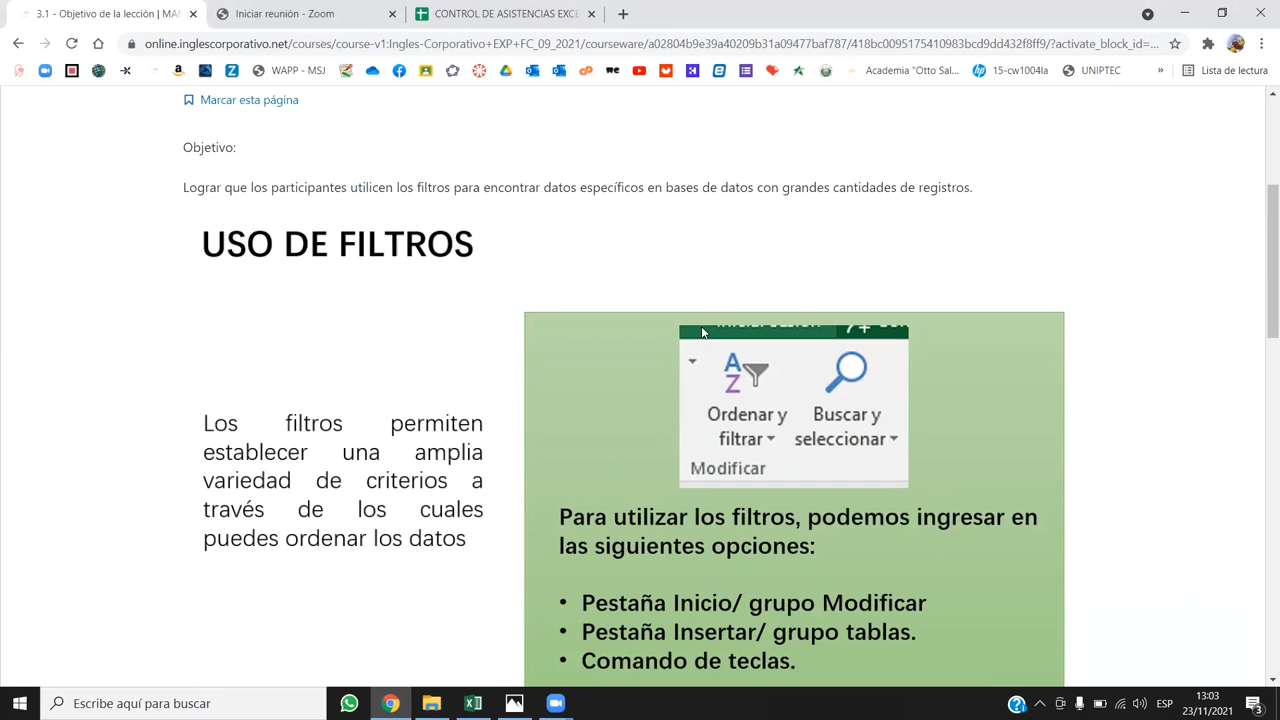 3.1 - Objetivo de la lección | MAN
Iniciar reunión - Zoom
CONTROL DE ASISTENCIAS EXCE
online.inglescorporativo.net/courses/course-v1:Ingles-Corporativo+EXP+FC_09_2021/courseware/a02804b9e39a40209b31a09477baf787/418bc0095175410983bcd9dd432f8ff9/?activate_block_id=...
WAPP - MSJ
Academia "Otto Sal...
15-cw1004la
UNIPTEC
»
Lista de lectura
Marcar esta página
Objetivo:
Lograr que los participantes utilicen los filtros para encontrar datos específicos en bases de datos con grandes cantidades de registros.
USO DE FILTROS
Los filtros permiten
establecer una amplia
variedad de criterios a
través de los cuales
puedes ordenar los datos
A
Z
Ordenar y
filtrar
Buscar y
seleccionar
Modificar
Para utilizar los filtros, podemos ingresar en
las siguientes opciones:
• Pestaña Inicio/ grupo Modificar
• Pestaña Insertar/ grupo tablas.
• Comando de teclas.
Escribe aquí para buscar
ESP
13:03
23/11/2021
3